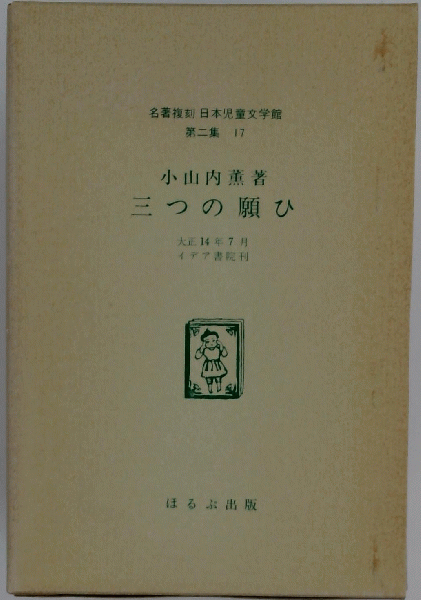 名著複刻 日本児童文学館
第二集 17
小山内薫著
三つの願ひ
大正14年7月
イデア書院刊
ほるぷ出版